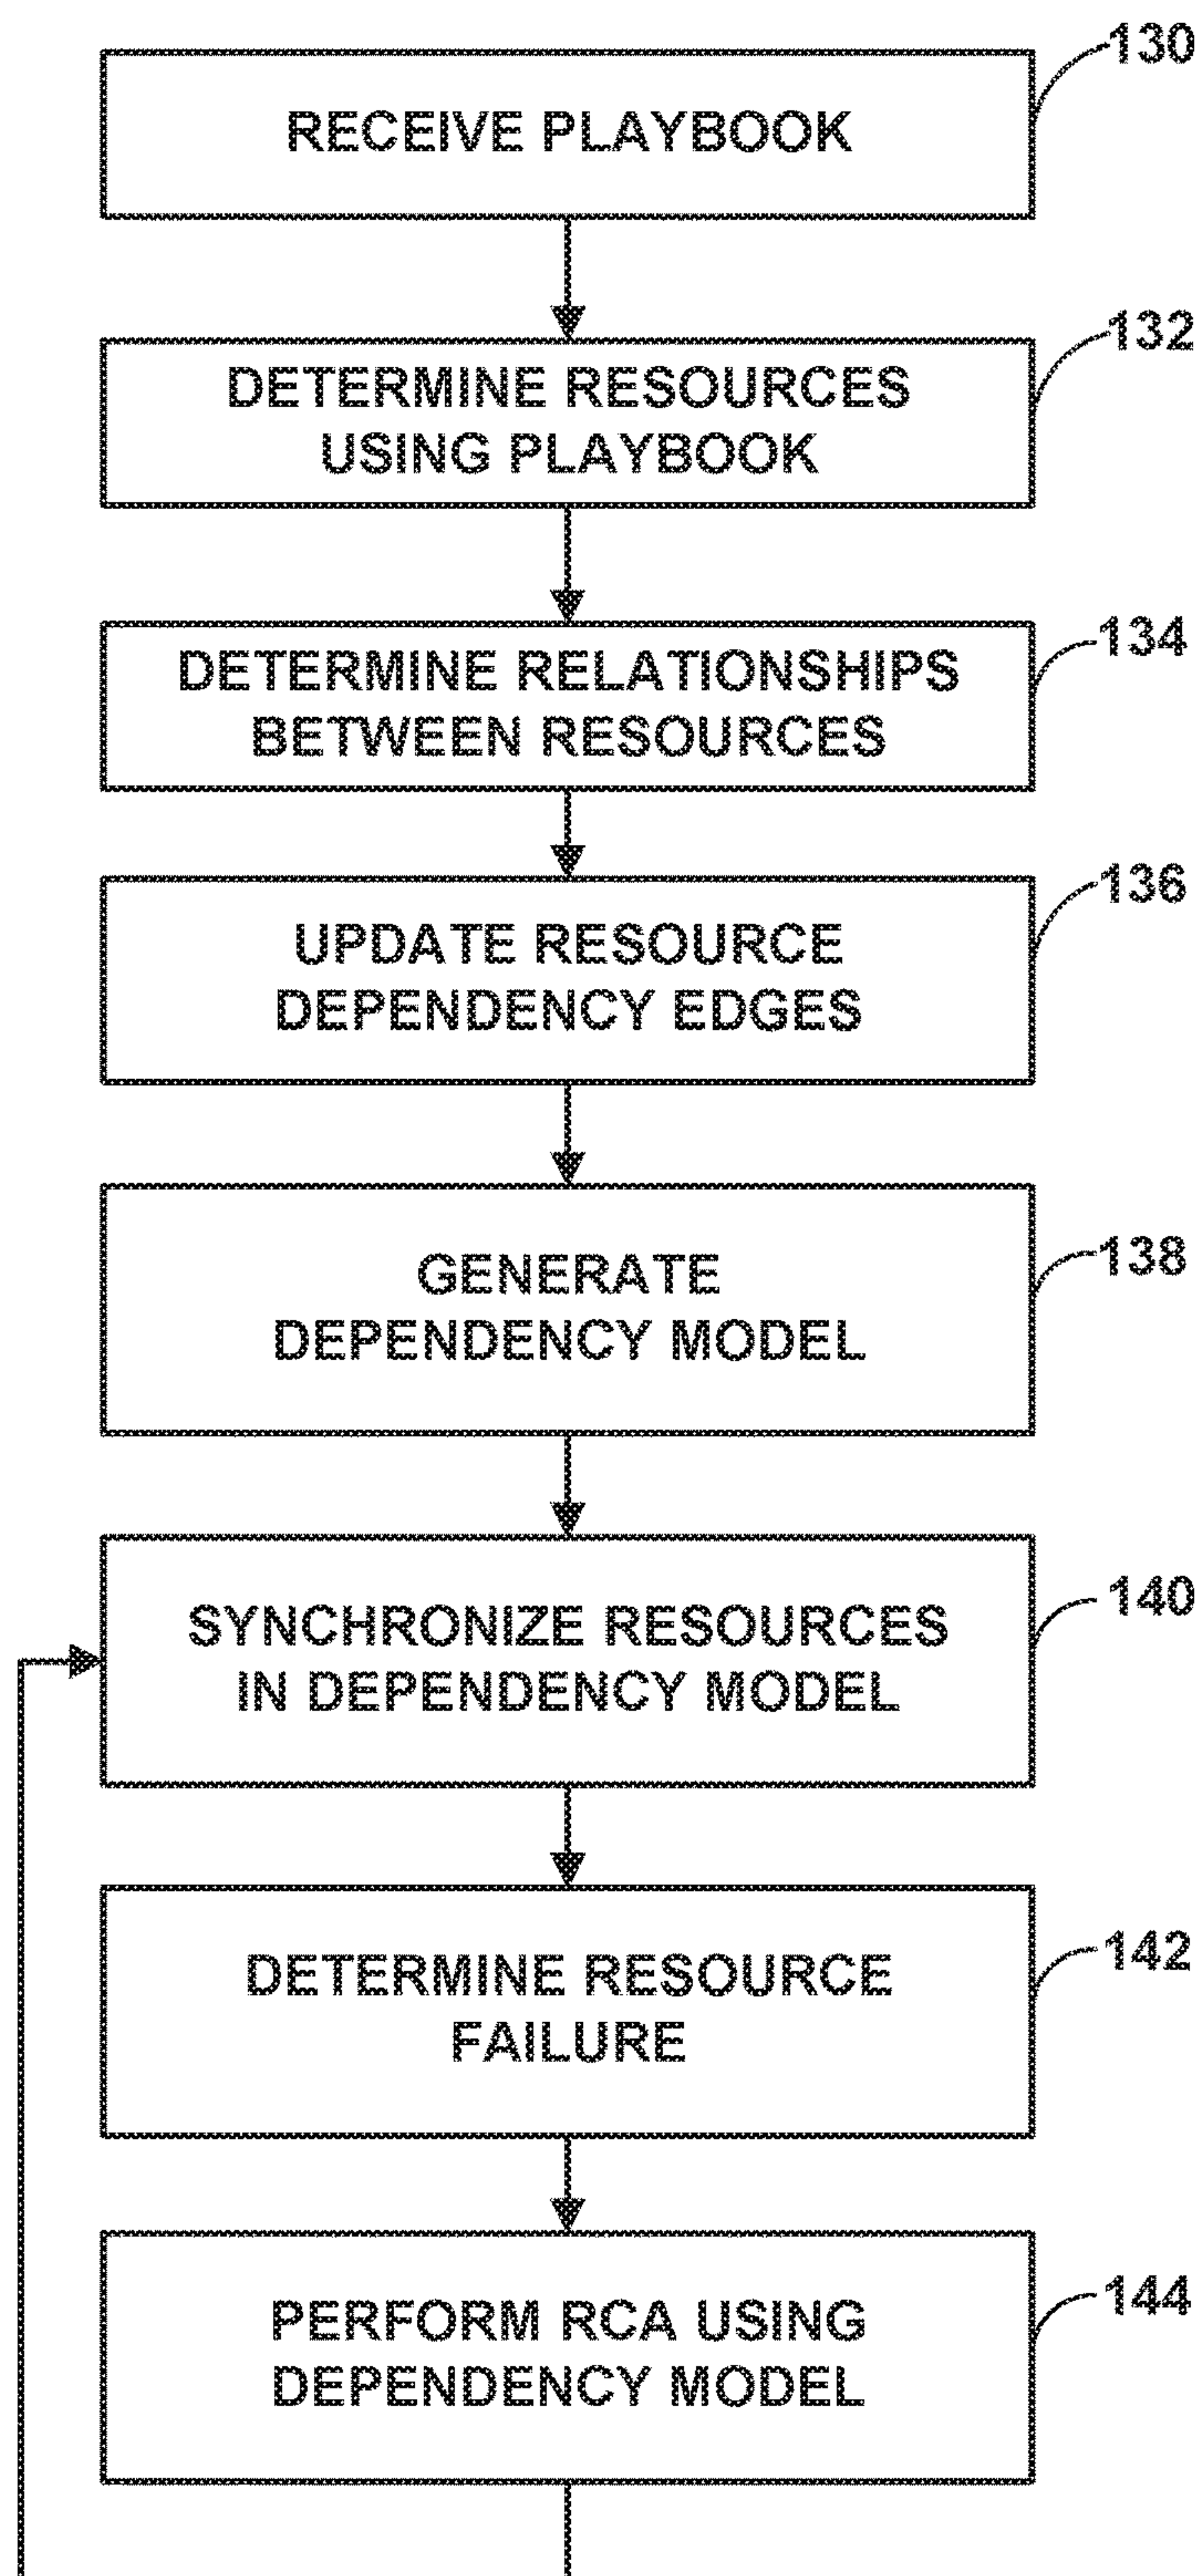 130
RECEIVE PLAYBOOK
132
DETERMINE RESOURCES
USING PLAYBOOK
134
DETERMINE RELATIONSHIPS
BETWEEN RESOURCES
136
UPDATE RESOURCE
DEPENDENCY EDGES
138
GENERATE
DEPENDENCY MODEL
140
SYNCHRONIZE RESOURCES
IN DEPENDENCY MODEL
142
DETERMINE RESOURCE
FAILURE
144
PERFORM RCA USING
DEPENDENCY MODEL